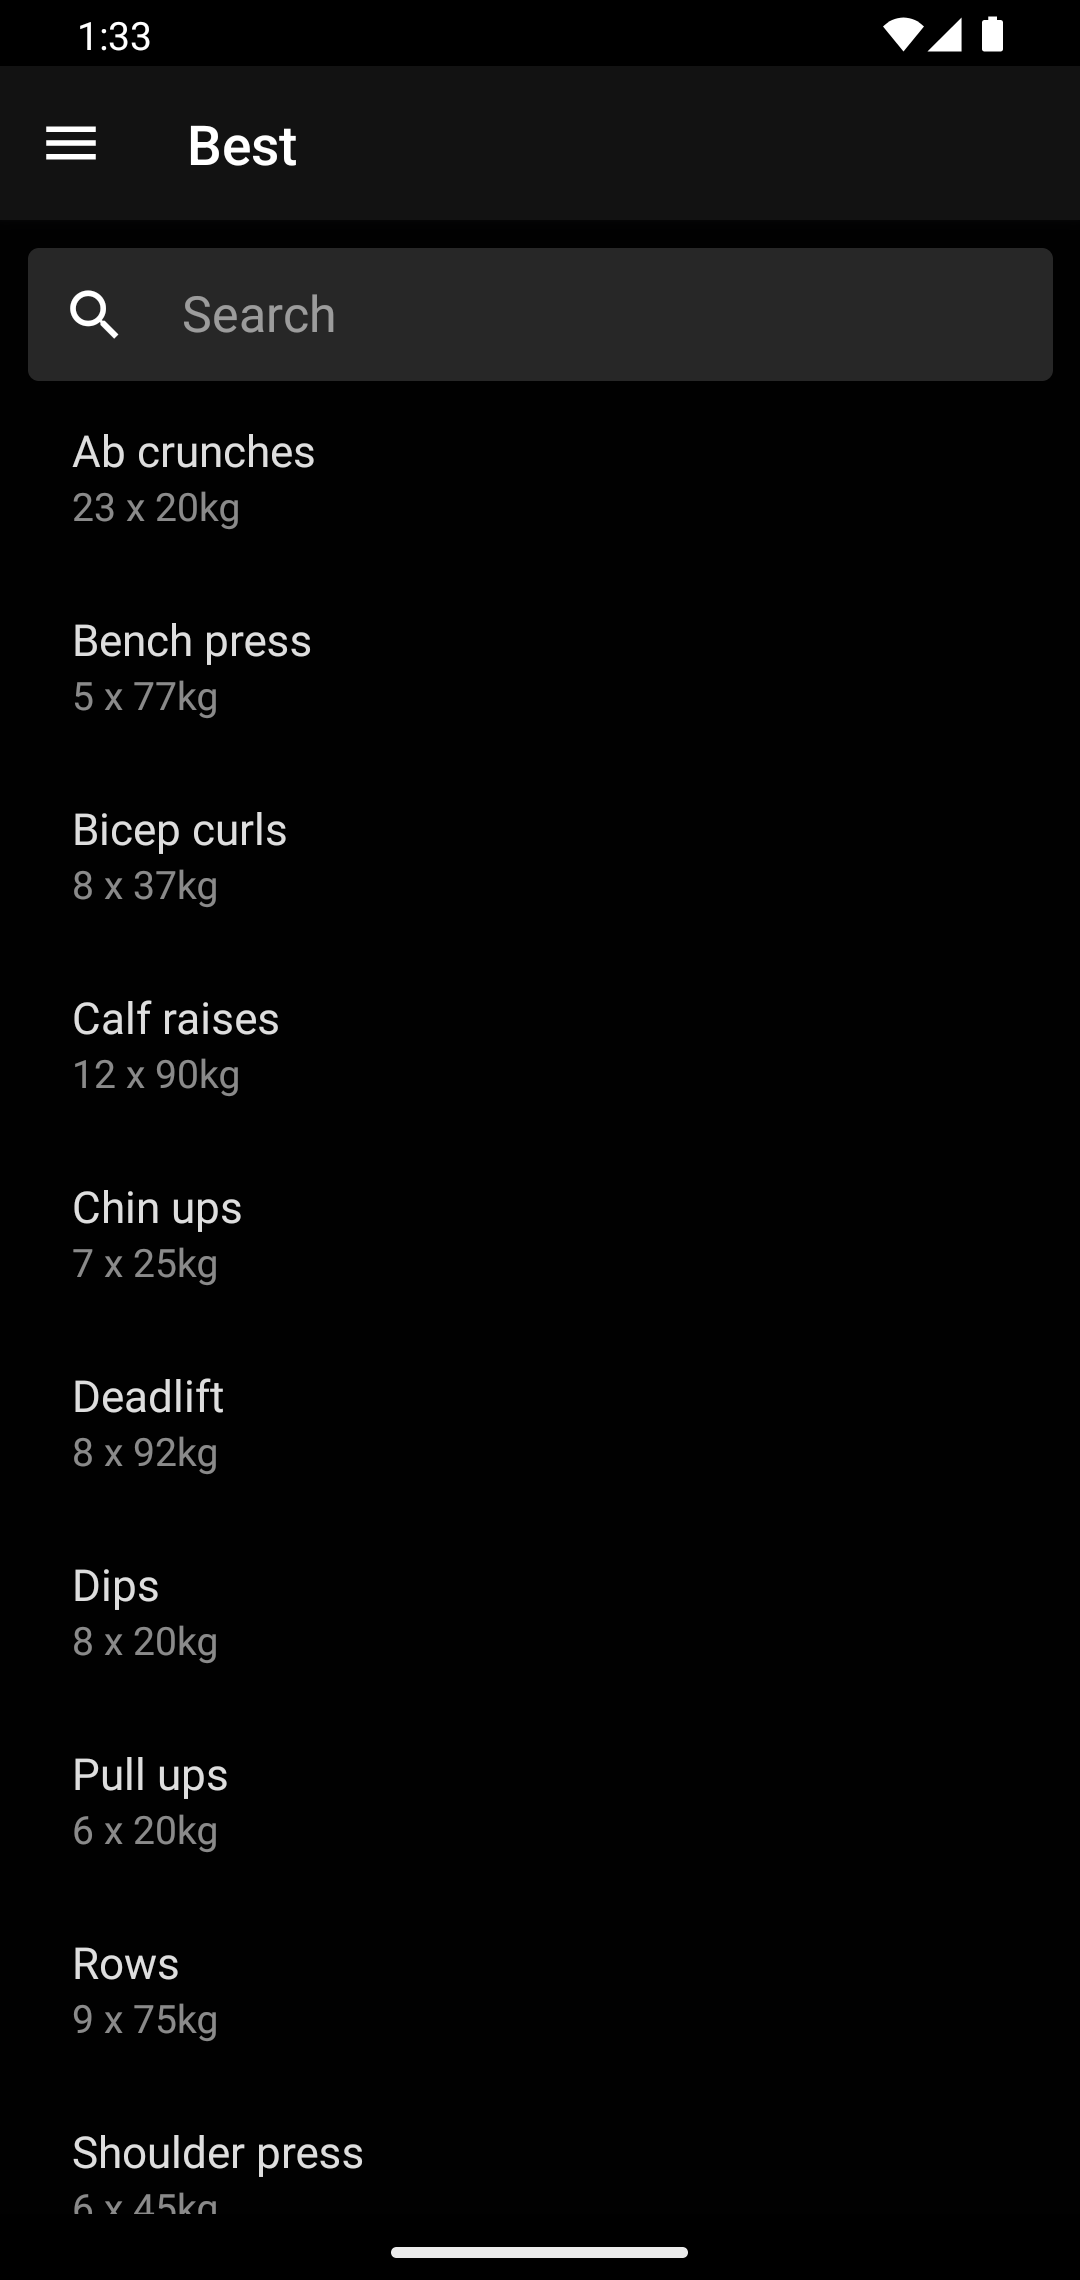 1:33
Best
Search
Ab crunches
23 x 20kg
Bench press
5 x 77kg
Bicep curls
8 x 37kg
Calf raises
12 x 90kg
Chin ups
7 x 25kg
Deadlift
8 x 92kg
Dips
8 x 20kg
Pull ups
6 x 20kg
Rows
9 x 75kg
Shoulder press
6 x 45kg